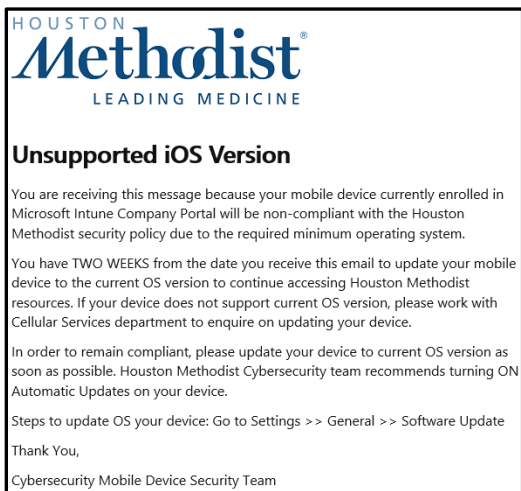 HOUSTON
Methodist®
LEADING MEDICINE
Unsupported iOS Version
You are receiving this message because your mobile device currently enrolled in
Microsoft Intune Company Portal will be non-compliant with the Houston
Methodist security policy due to the required minimum operating system.
You have TWO WEEKS from the date you receive this email to update your mobile
device to the current OS version to continue accessing Houston Methodist
resources. If your device does not support current OS version, please work with
Cellular Services department to enquire on updating your device.
In order to remain compliant, please update your device to current OS version as
soon as possible. Houston Methodist Cybersecurity team recommends turning ON
Automatic Updates on your device.
Steps to update OS your device: Go to Settings >> General >> Software Update
Thank You,
Cybersecurity Mobile Device Security Team